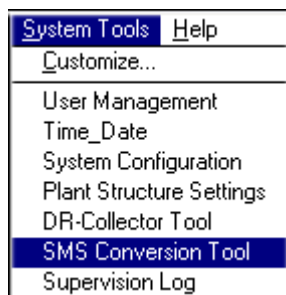 System Tools Help
Customize...
User Management
Time_Date
System Configuration
Plant Structure Settings
DR-Collector Tool
SMS Conversion Tool
Supervision Log